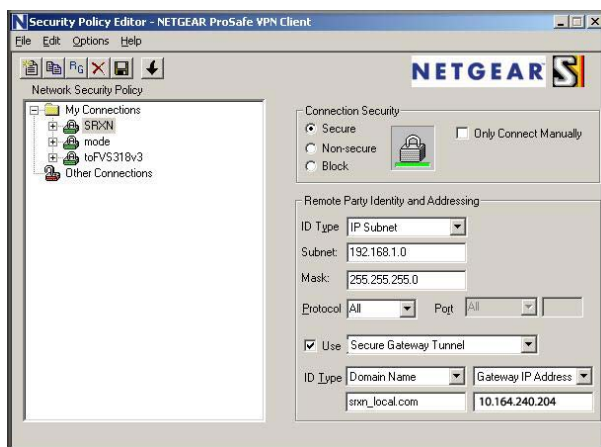 Security Policy Editor - NETGEAR ProSafe VPN Client
File Edit Options Help
NETGEAR
Network Security Policy
My Connections
SRXN
mode
toFVS318v3
Other Connections
Connection Security
Secure
Only Connect Manually
Non-secure
Block
Remote Party Identity and Addressing
ID Type IP Subnet
Subnet: 192.168.1.0
Mask: 255.255.255.0
Protocol All Port All
Use Secure Gateway Tunnel
ID Type Domain Name Gateway IP Address
srxn_local.com 10.164.240.204